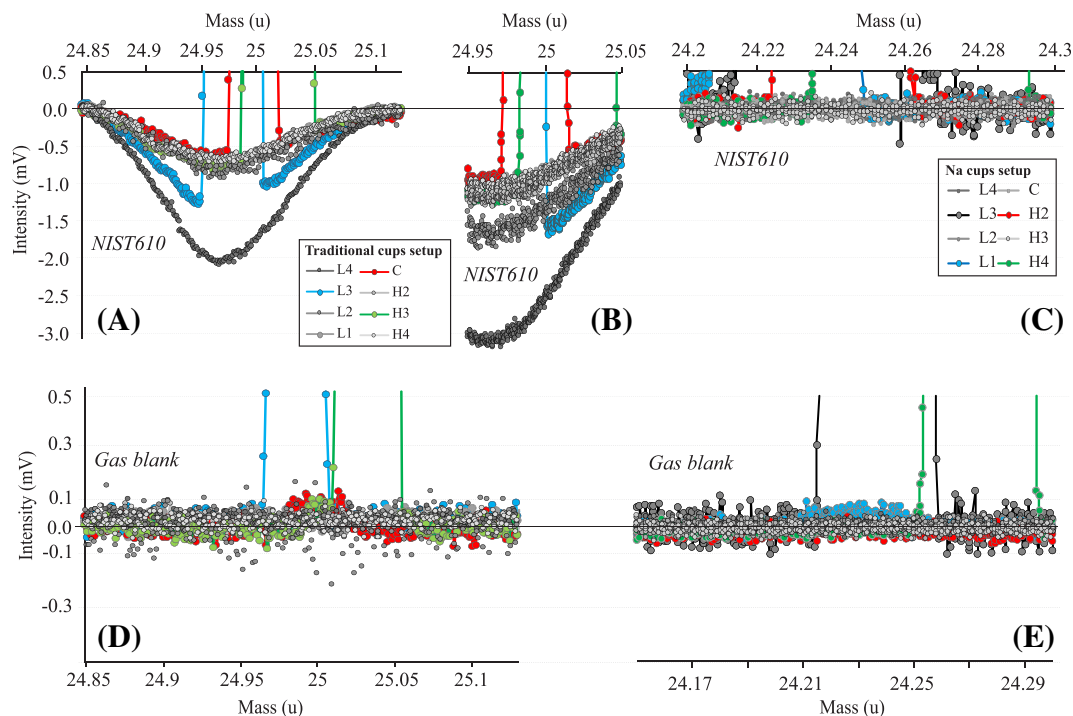 Mass (u)
24.85 24.9 24.95 25 25.05 25.1
0.5
0.0
-0.5
-1.0
-1.5
-2.0
-2.5
-3.0
Intensity (mV)
NIST610
(A)
Traditional cups setup
L4 C
L3 H2
L2 H3
L1 H4
Mass (u)
24.95 25 25.05
NIST610
(B)
Mass (u)
24.2 24.22 24.24 24.26 24.28 24.3
NIST610
Na cups setup
L4 C
L3 H2
L2 H3
L1 H4
(C)
0.5
0.3
0.1
0.0
-0.1
-0.3
Intensity (mV)
Gas blank
(D)
24.85 24.9 24.95 25 25.05 25.1
Mass (u)
Gas blank
(E)
24.17 24.21 24.25 24.29
Mass (u)